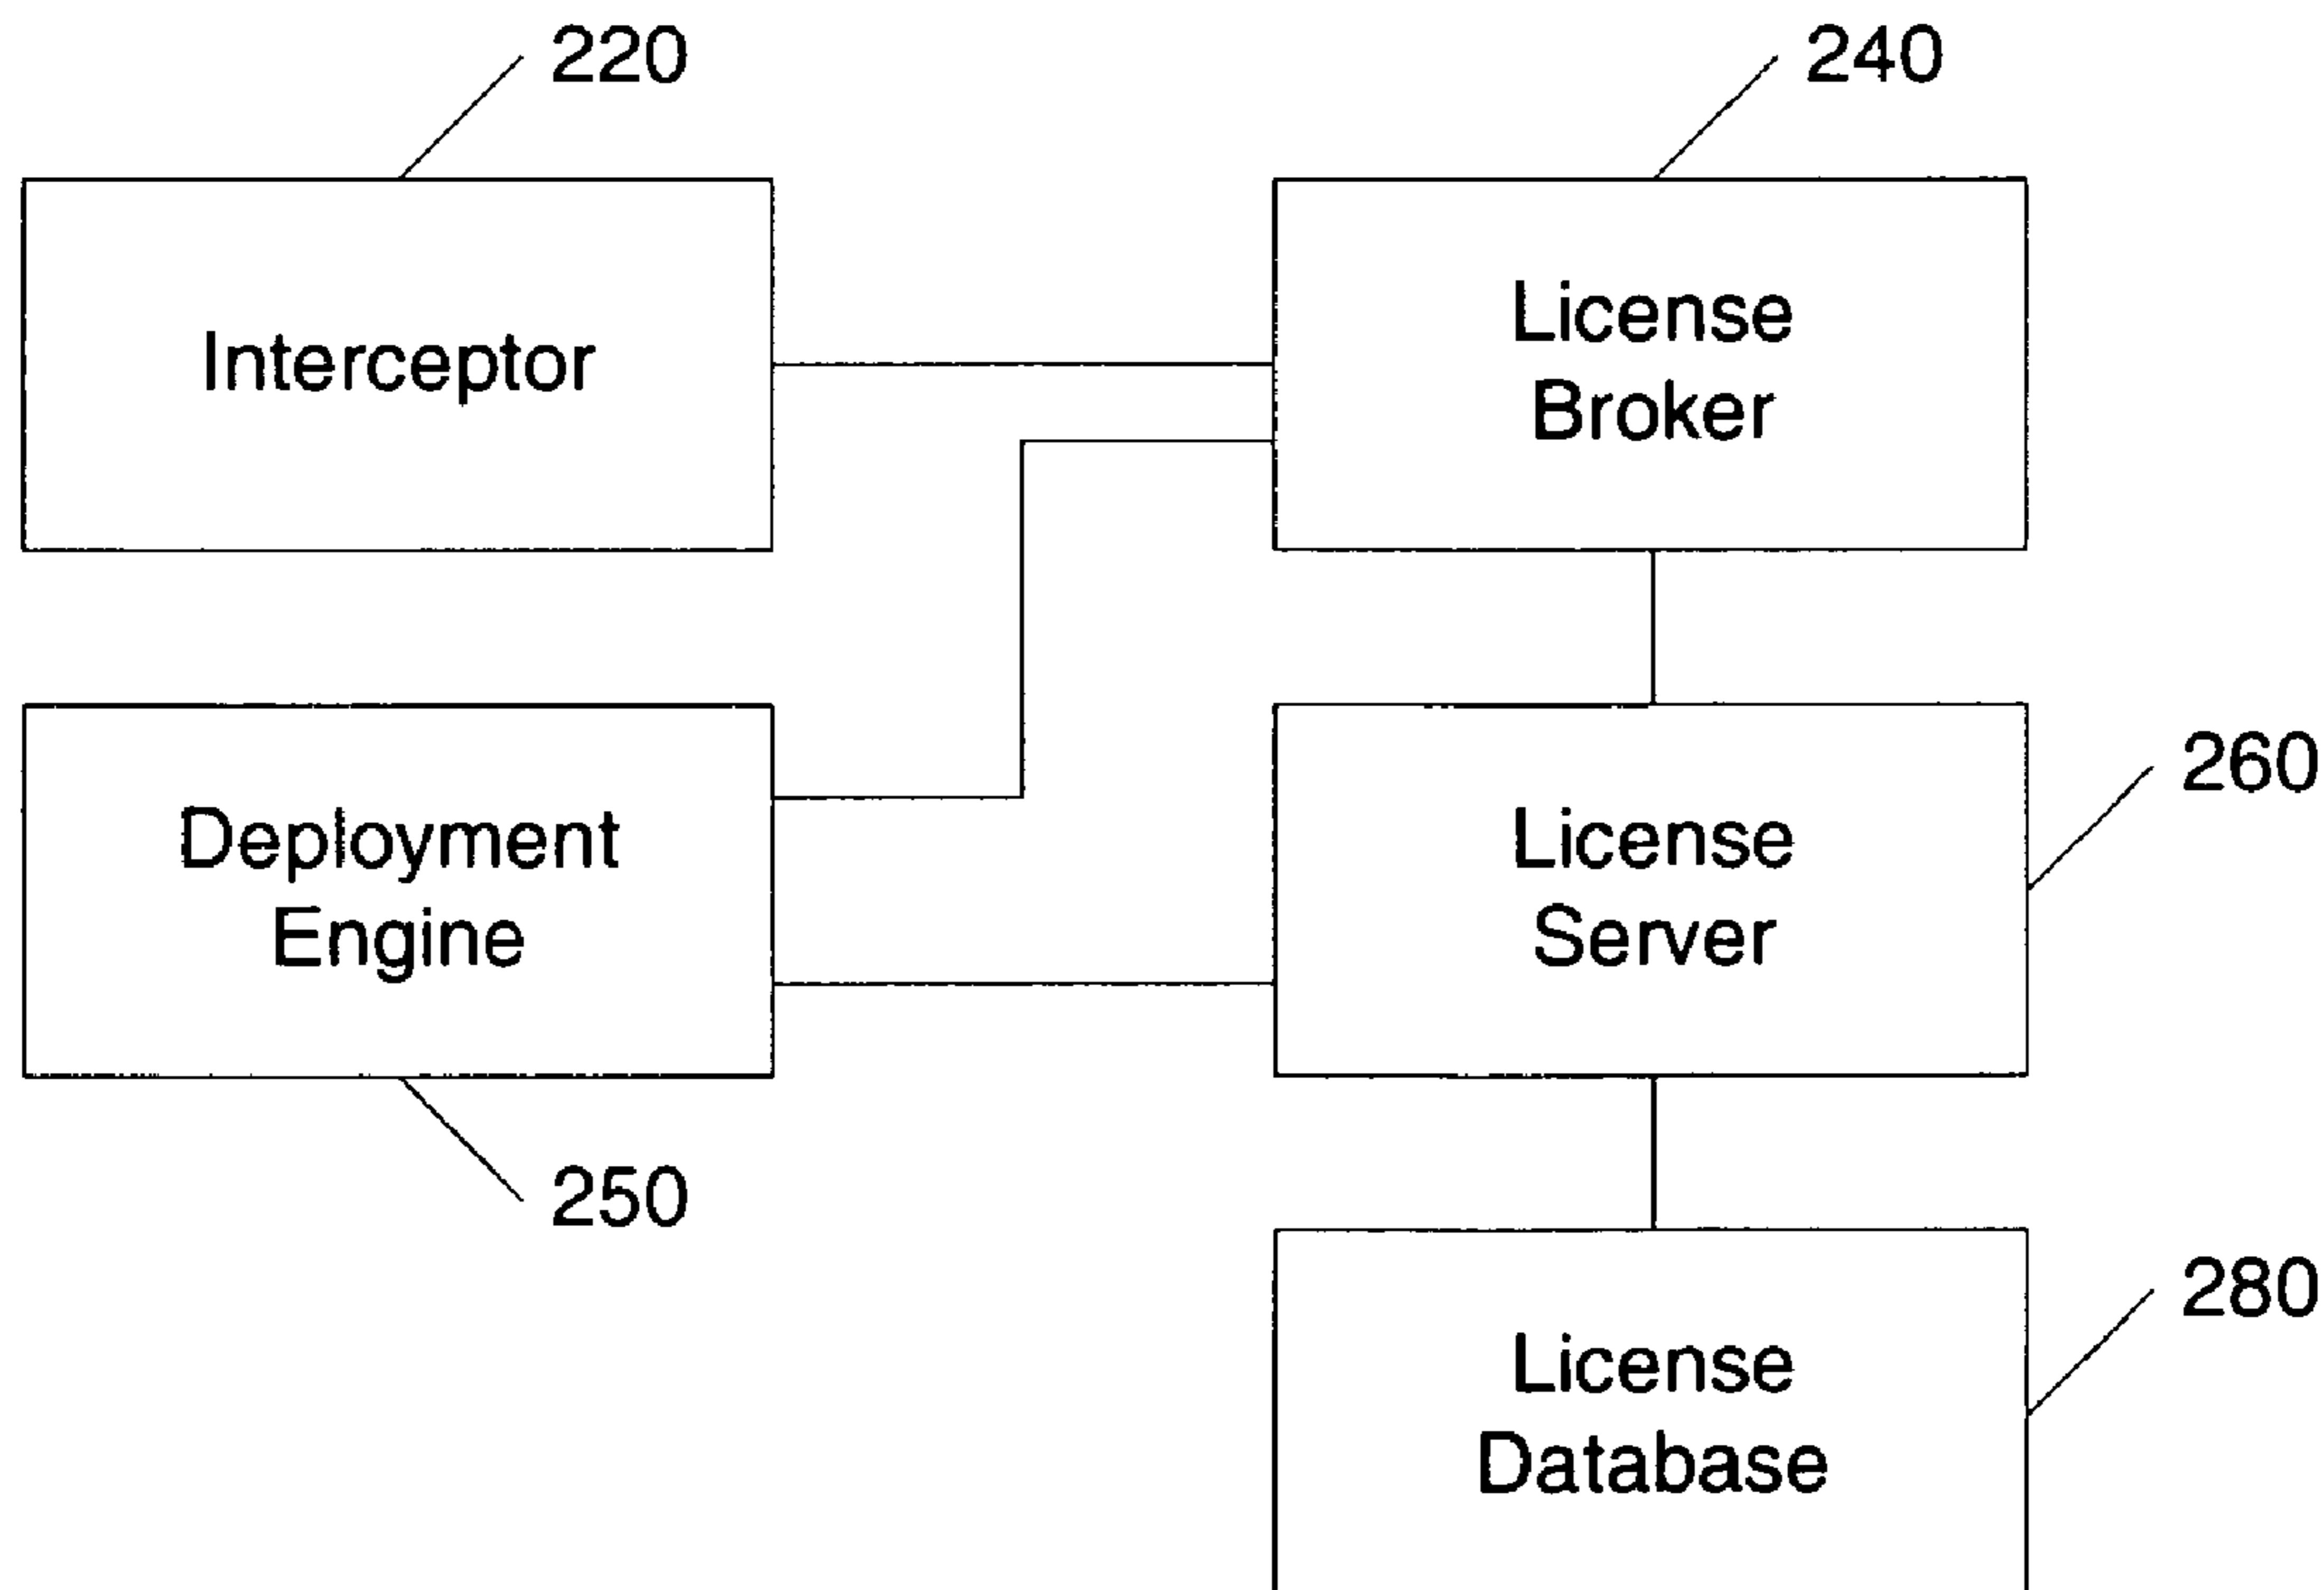 220
240
Interceptor
License
Broker
260
Deployment
Engine
License
Server
250
280
License
Database